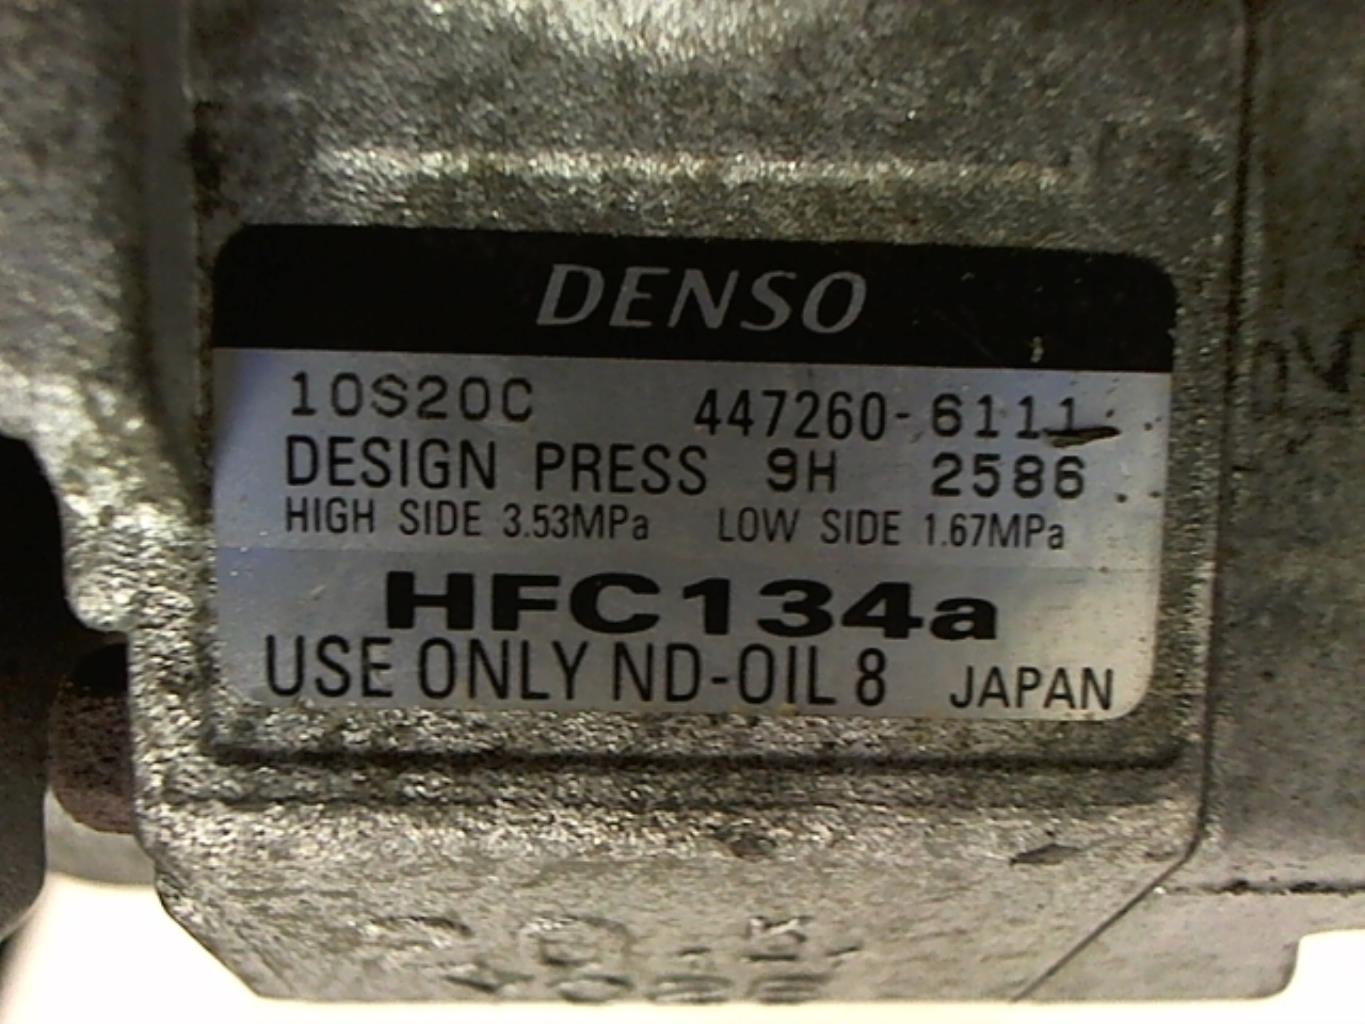 DENSO
10S20C 447260-6111
DESIGN PRESS 9H 2586
HIGH SIDE 3.53MPa LOW SIDE 1.67MPa
HFC134a
USE ONLY ND-OIL 8 JAPAN